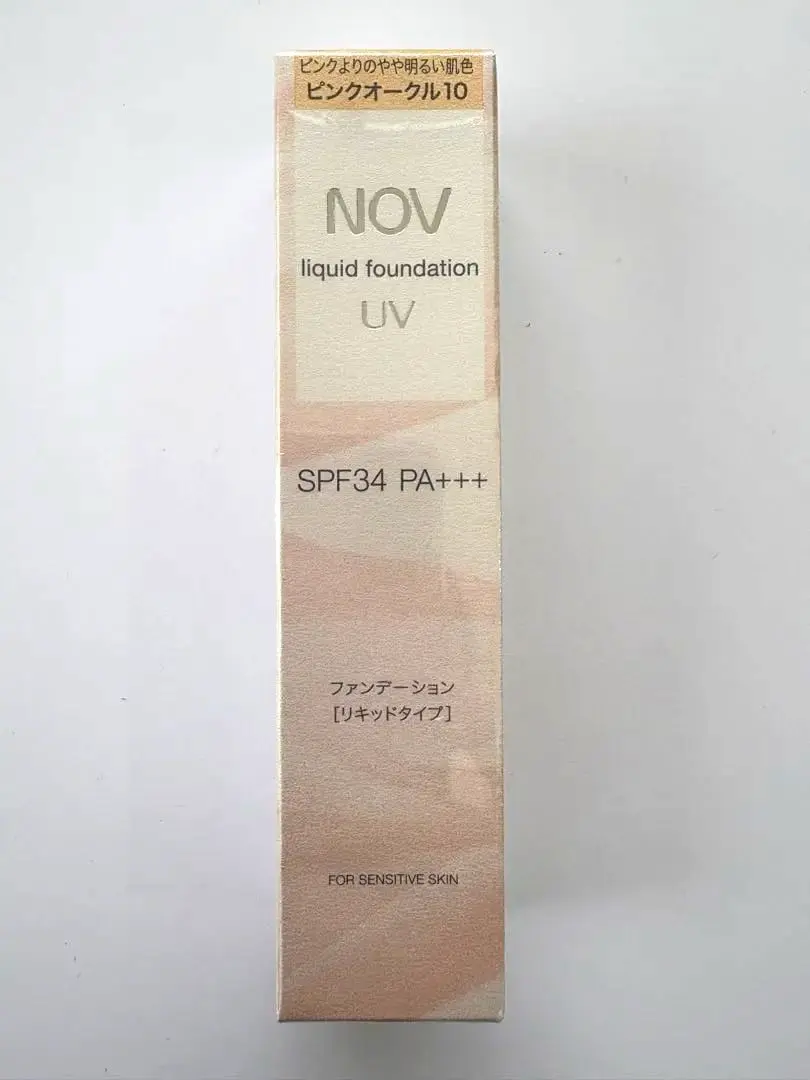 ピンクよりのやや明るい肌色
ピンクオークル10
NOV
liquid foundation
UV
SPF34 PA+++
ファンデーション
[リキッドタイプ]
FOR SENSITIVE SKIN